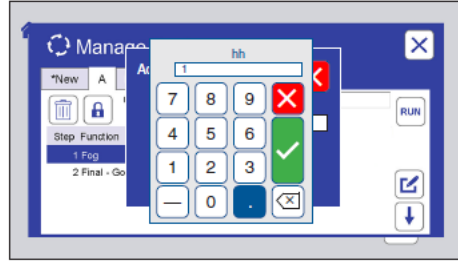 Manage
hh
1
*New A
7 8 9
RUN
4 5 6
Step Function
1 Fog
1 2 3
2 Final - Go
— 0 .